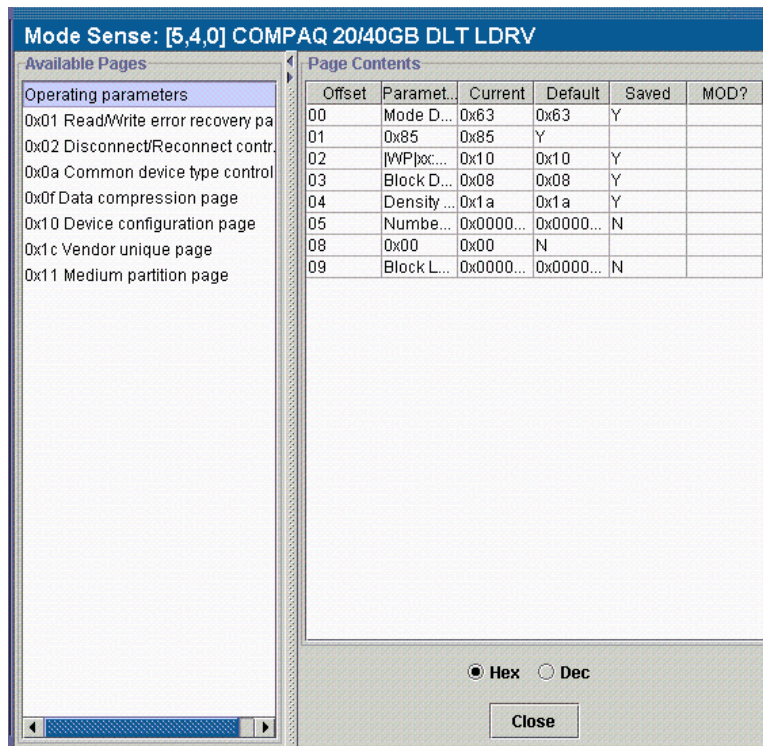 Mode Sense: [5,4,0] COMPAQ 20/40GB DLT LDRV
Available Pages
Operating parameters
0x01 Read/Write error recovery pa
0x02 Disconnect/Reconnect contr.
0x0a Common device type control
0x0f Data compression page
0x10 Device configuration page
0x1c Vendor unique page
0x11 Medium partition page
Page Contents
Offset Paramet... Current Default Saved MOD?
00 Mode D... 0x63 0x63 Y
01 0x85 0x85 Y
02 |WP|xx:... 0x10 0x10 Y
03 Block D... 0x08 0x08 Y
04 Density ... 0x1a 0x1a Y
05 Numbe... 0x0000... 0x0000... N
08 0x00 0x00 N
09 Block L... 0x0000... 0x0000... N
Hex Dec
Close